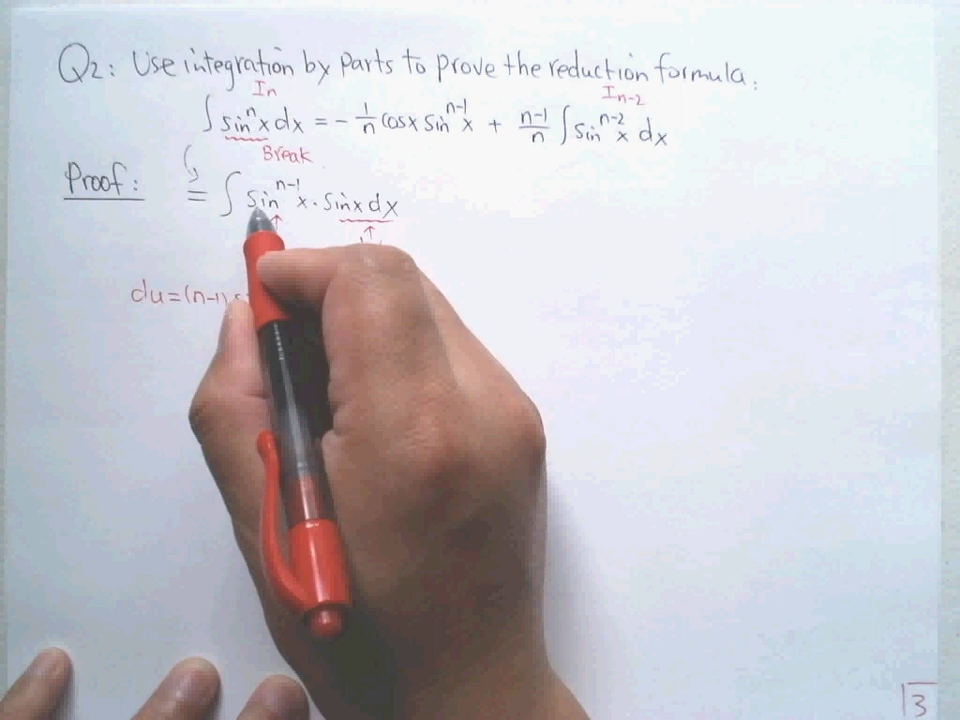 Q2: Use integration by parts to prove the reduction formula.
In In-2
∫ sinⁿx dx = - 1/n cosx sinⁿ⁻¹x + n-1/n ∫ sinⁿ⁻²x dx
Break
Proof: = ∫ sinⁿ⁻¹x · sinx dx
du=(n-1)
3